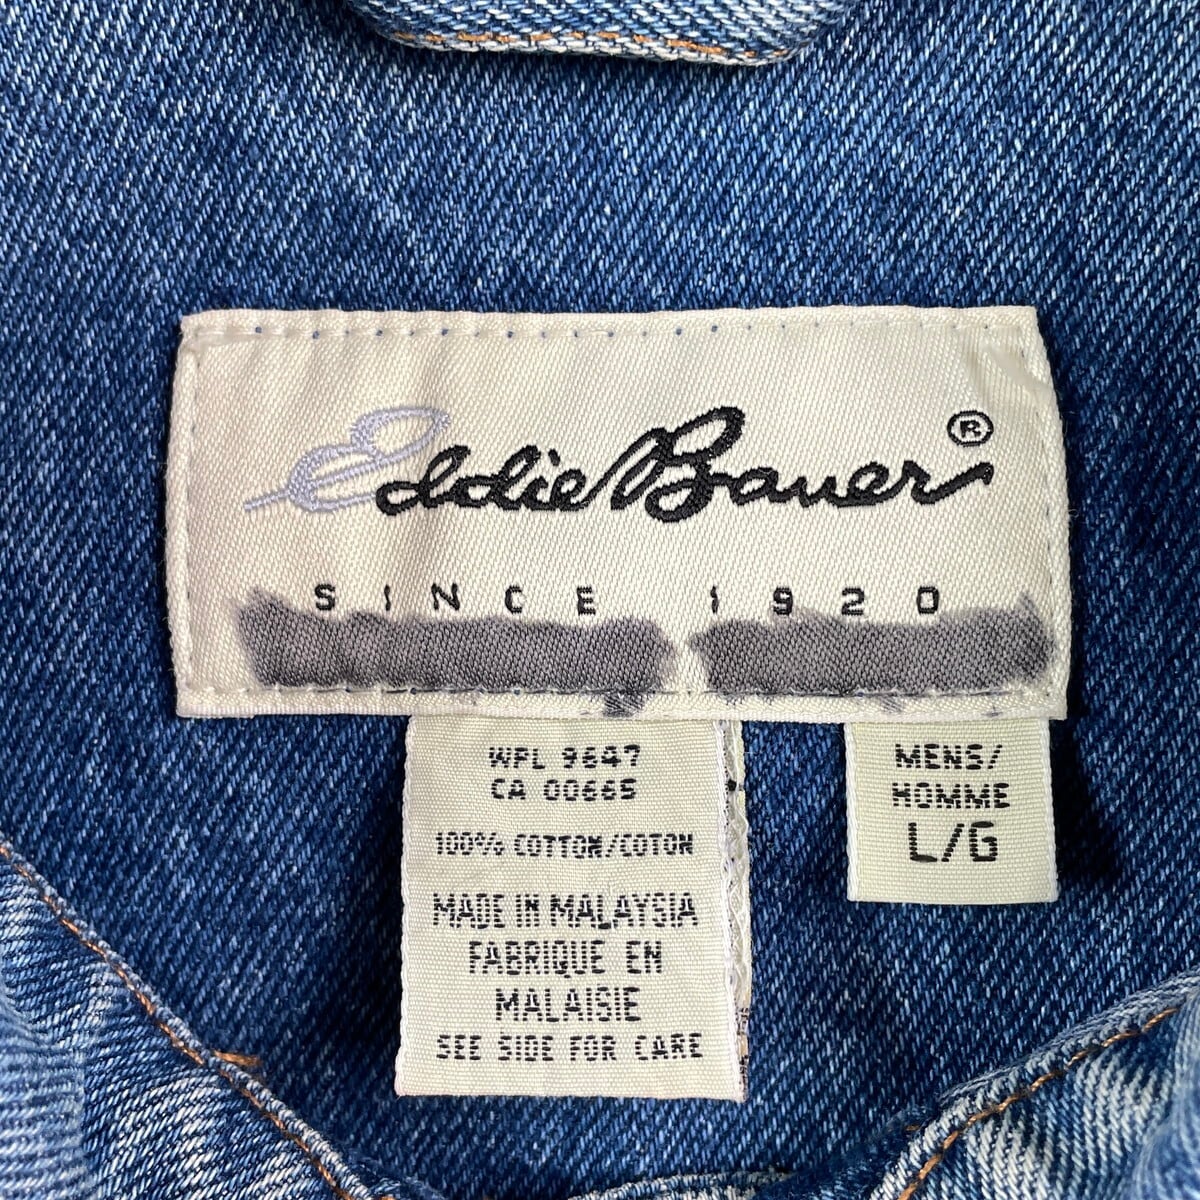 Eddie Bauer®
SINCE 1920
WPL 9647
CA 00665
100% COTTON/COTON
MADE IN MALAYSIA
FABRIQUE EN
MALAISIE
SEE SIDE FOR CARE
MENS/
HOMME
L/G